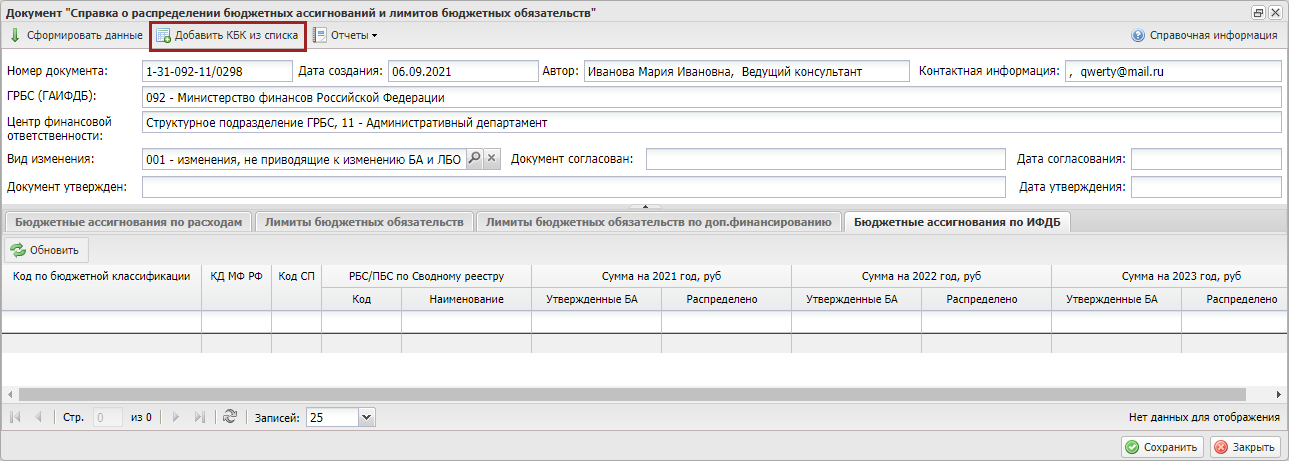 Документ "Справка о распределении бюджетных ассигнований и лимитов бюджетных обязательств"
Сформировать данные Добавить КБК из списка Отчеты Справочная информация
Номер документа: 1-31-092-11/0298 Дата создания: 06.09.2021 Автор: Иванова Мария Ивановна, Ведущий консультант Контактная информация: , qwerty@mail.ru
ГРБС (ГАИФДБ): 092 - Министерство финансов Российской Федерации
Центр финансовой ответственности: Структурное подразделение ГРБС, 11 - Административный департамент
Вид изменения: 001 - изменения, не приводящие к изменению БА и ЛБО Документ согласован: Дата согласования:
Документ утвержден: Дата утверждения:
Бюджетные ассигнования по расходам Лимиты бюджетных обязательств Лимиты бюджетных обязательств по доп.финансированию Бюджетные ассигнования по ИФДБ
Обновить
Код по бюджетной классификации КД МФ РФ Код СП РБС/ПБС по Сводному реестру Сумма на 2021 год, руб Сумма на 2022 год, руб Сумма на 2023 год, руб
Код Наименование Утвержденные БА Распределено Утвержденные БА Распределено Утвержденные БА Распределено
Стр. 0 из 0 Записей: 25 Нет данных для отображения
Сохранить Закрыть